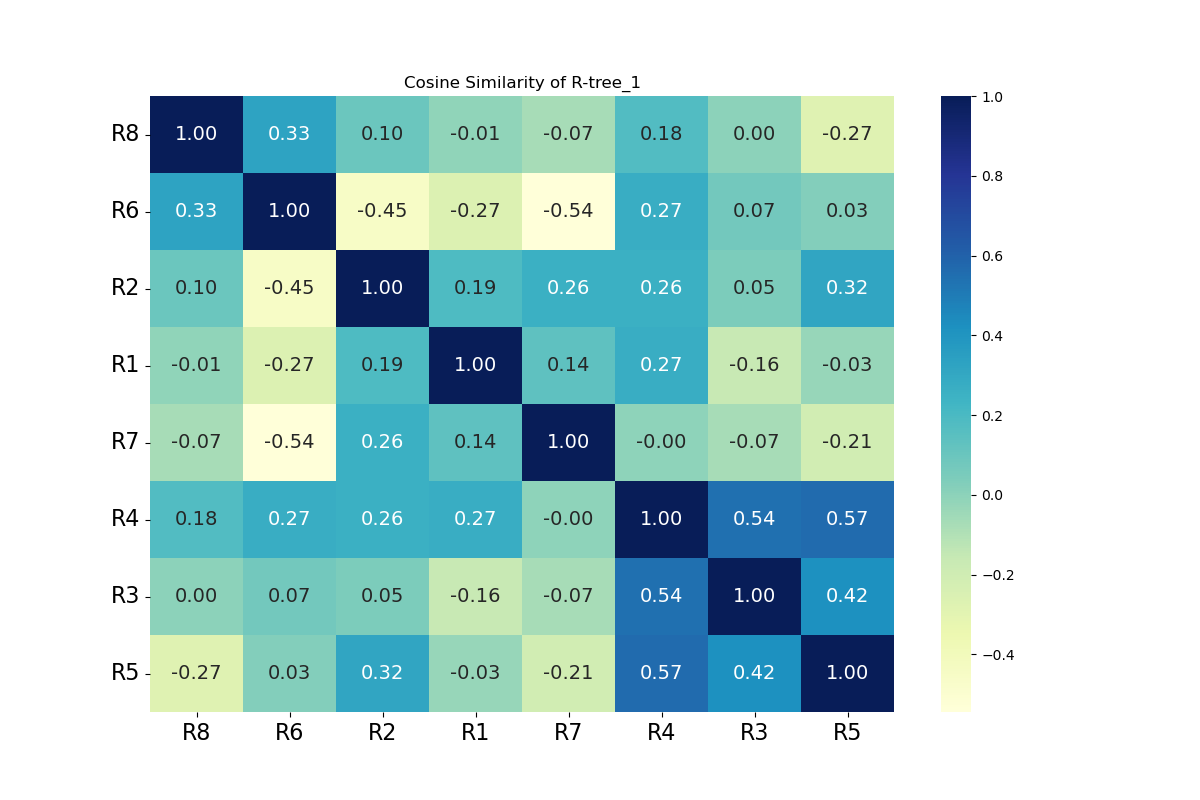 Cosine Similarity of R-tree_1
R8 1.00 0.33 0.10 -0.01 -0.07 0.18 0.00 -0.27
R6 0.33 1.00 -0.45 -0.27 -0.54 0.27 0.07 0.03
R2 0.10 -0.45 1.00 0.19 0.26 0.26 0.05 0.32
R1 -0.01 -0.27 0.19 1.00 0.14 0.27 -0.16 -0.03
R7 -0.07 -0.54 0.26 0.14 1.00 -0.00 -0.07 -0.21
R4 0.18 0.27 0.26 0.27 -0.00 1.00 0.54 0.57
R3 0.00 0.07 0.05 -0.16 -0.07 0.54 1.00 0.42
R5 -0.27 0.03 0.32 -0.03 -0.21 0.57 0.42 1.00
R8 R6 R2 R1 R7 R4 R3 R5
1.0
0.8
0.6
0.4
0.2
0.0
−0.2
−0.4